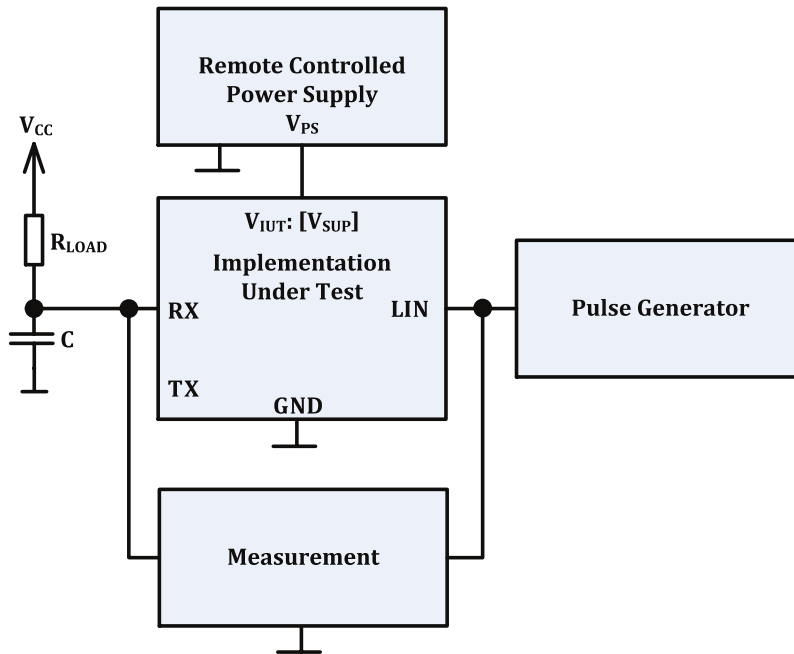 Remote Controlled
Power Supply
VPS
VCC
RLOAD
C
VIUT: [VSUP]
Implementation
Under Test
RX
LIN
TX
GND
Pulse Generator
Measurement